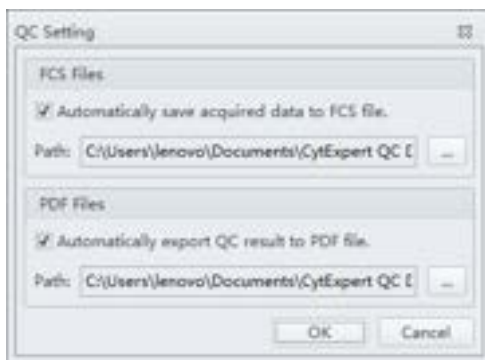 QC Setting
FCS Files
Automatically save acquired data to FCS file.
Path: C:\Users\lenovo\Documents\CytExpert QC D ...
PDF Files
Automatically export QC result to PDF file.
Path: C:\Users\lenovo\Documents\CytExpert QC D ...
OK Cancel